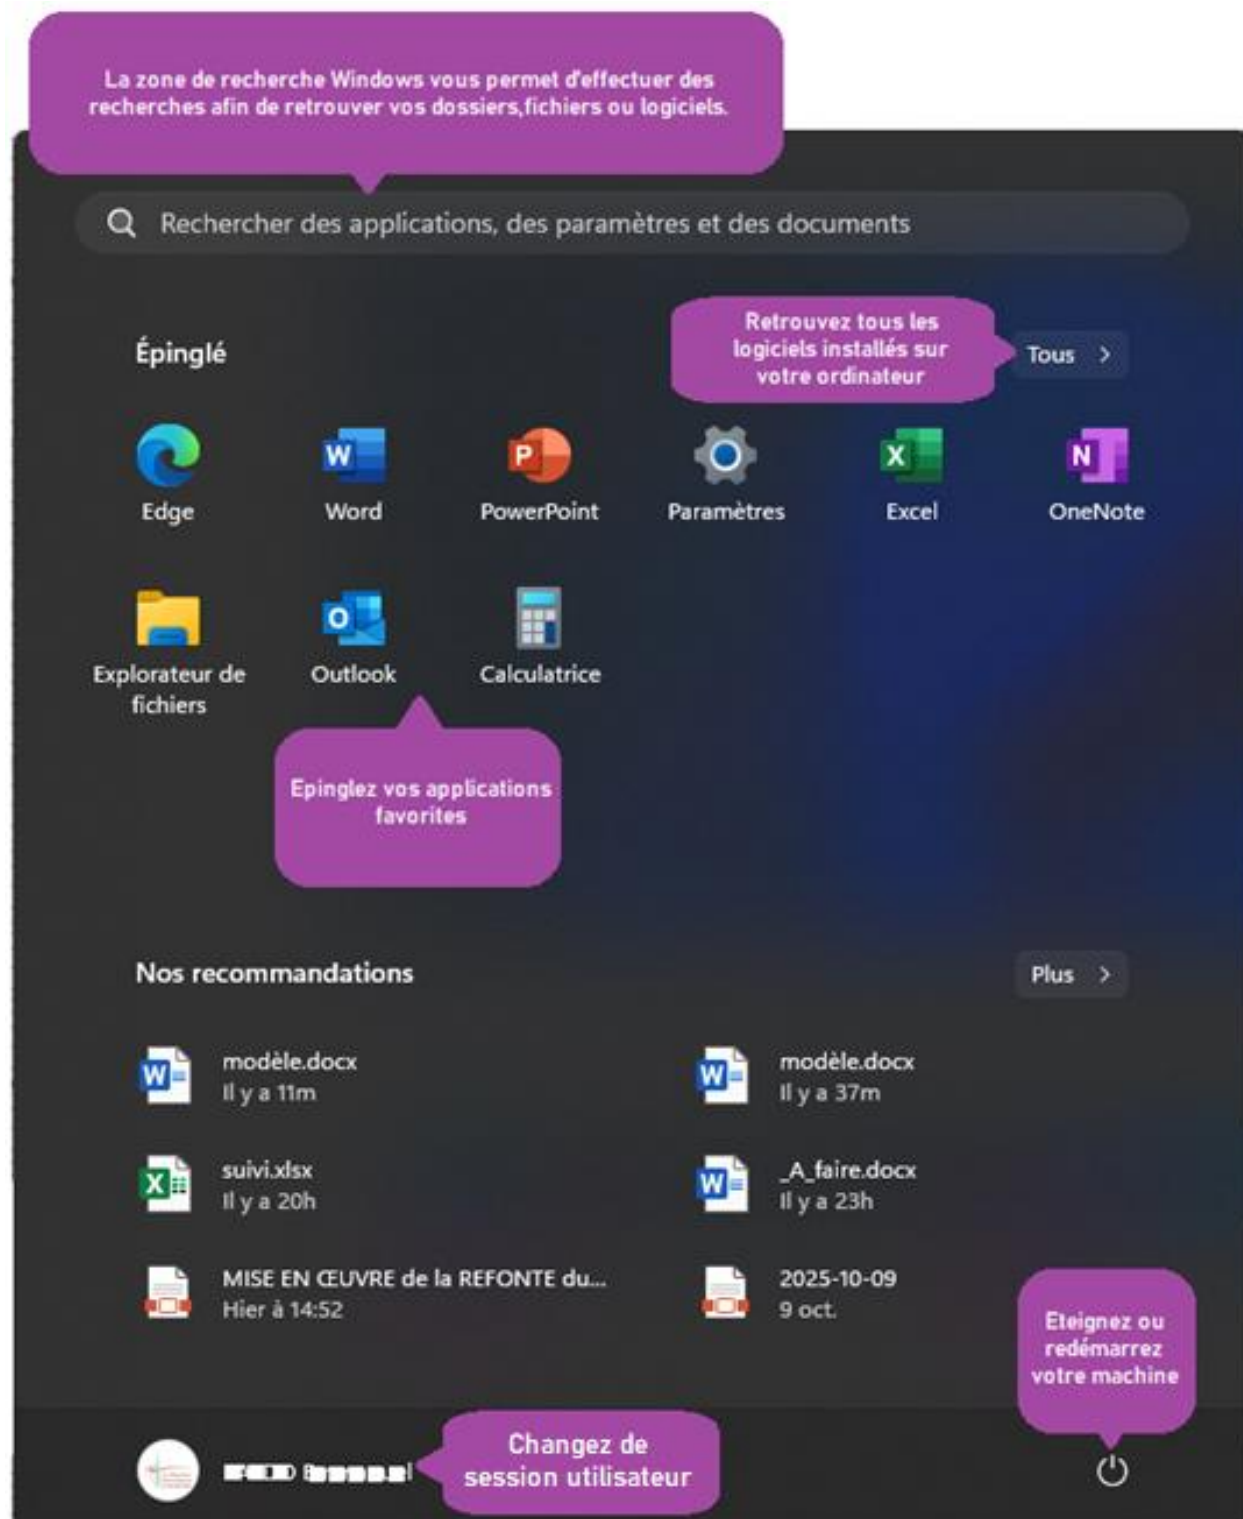 La zone de recherche Windows vous permet d'effectuer des
recherches afin de retrouver vos dossiers,fichiers ou logiciels.
Rechercher des applications, des paramètres et des documents
Épinglé
Retrouvez tous les
logiciels installés sur
votre ordinateur
Tous
Edge
Word
PowerPoint
Paramètres
Excel
OneNote
Explorateur de
fichiers
Outlook
Calculatrice
Epinglez vos applications
favorites
Nos recommandations
Plus
modèle.docx
Il y a 11m
modèle.docx
Il y a 37m
suivi.xlsx
Il y a 20h
_A_faire.docx
Il y a 23h
MISE EN ŒUVRE de la REFONTE du...
Hier à 14:52
2025-10-09
9 oct.
Eteignez ou
redémarrez
votre machine
Changez de
session utilisateur